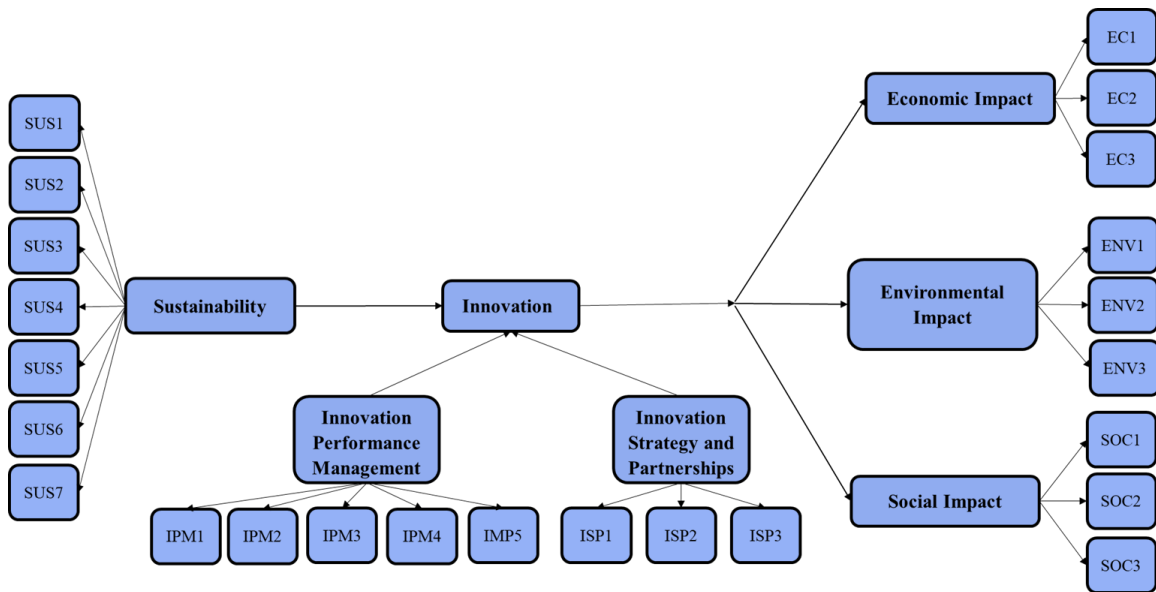 SUS1
SUS2
SUS3
SUS4
SUS5
SUS6
SUS7
Sustainability
Innovation
Innovation
Performance
Management
IPM1
IPM2
IPM3
IPM4
IMP5
Innovation
Strategy and
Partnerships
ISP1
ISP2
ISP3
Economic Impact
EC1
EC2
EC3
Environmental
Impact
ENV1
ENV2
ENV3
Social Impact
SOC1
SOC2
SOC3